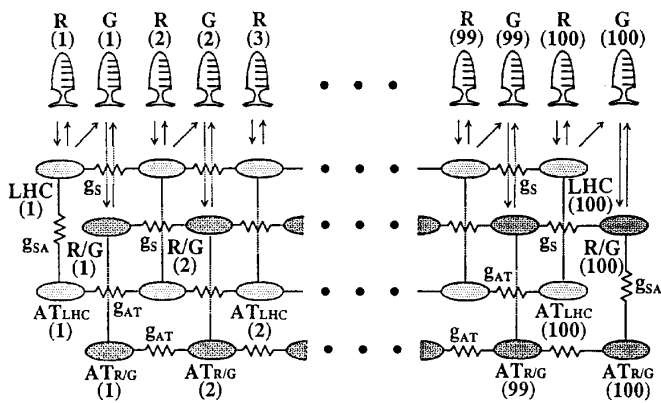 R G R G R R G R G
(1) (1) (2) (2) (3) (99) (99) (100) (100)
LHC gS gS LHC
(1) (100)
gSA R/G gS R/G gS R/G
(1) (2) (100)
gAT gSA
ATLHC gAT ATLHC ATLHC
(1) (2) (100)
gAT gAT
ATR/G ATR/G ATR/G ATR/G
(1) (2) (99) (100)